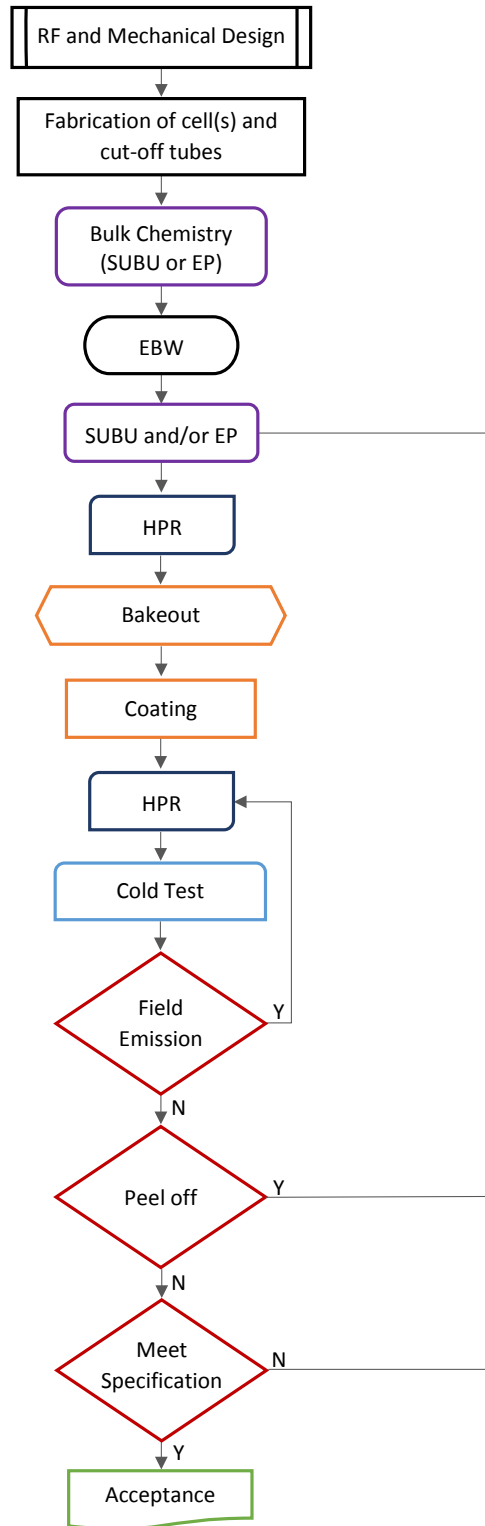 RF and Mechanical Design
Fabrication of cell(s) and
cut-off tubes
Bulk Chemistry
(SUBU or EP)
EBW
SUBU and/or EP
HPR
Bakeout
Coating
HPR
Cold Test
Field
Emission
Y
N
Peel off
Y
N
Meet
Specification
N
Y
Acceptance